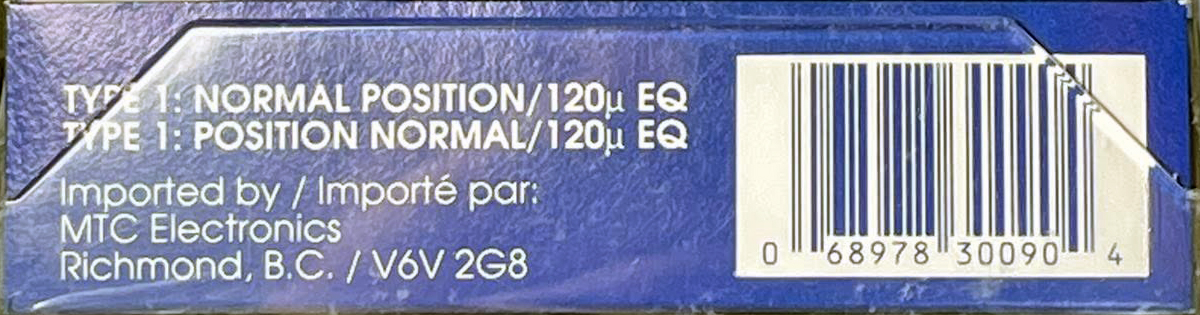 TYPE 1: NORMAL POSITION/120µ EQ
TYPE 1: POSITION NORMAL/120µ EQ
Imported by / Importé par:
MTC Electronics
Richmond, B.C. / V6V 2G8
0 68978 30090 4